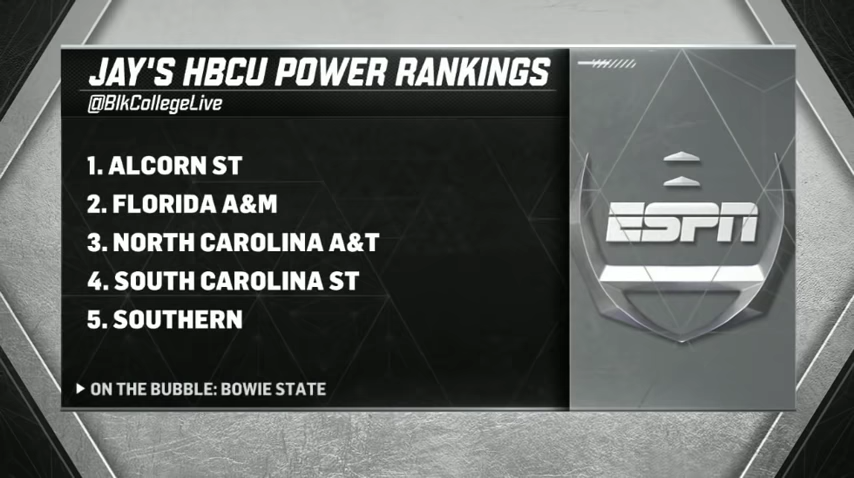 JAY'S HBCU POWER RANKINGS
@BlkCollegeLive
1. ALCORN ST
2. FLORIDA A&M
3. NORTH CAROLINA A&T
4. SOUTH CAROLINA ST
5. SOUTHERN
ON THE BUBBLE: BOWIE STATE
ESPN